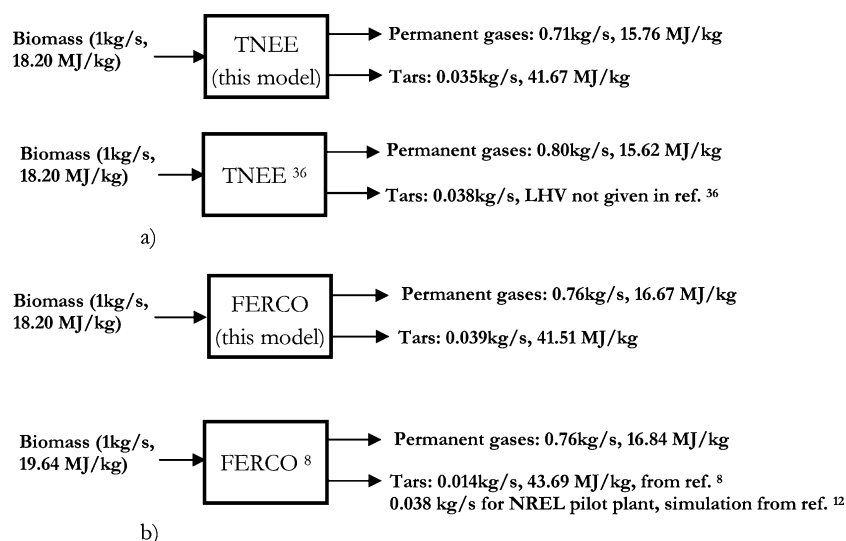 Biomass (1kg/s,
18.20 MJ/kg)
TNEE
(this model)
Permanent gases: 0.71kg/s, 15.76 MJ/kg
Tars: 0.035kg/s, 41.67 MJ/kg
Biomass (1kg/s,
18.20 MJ/kg)
TNEE 36
Permanent gases: 0.80kg/s, 15.62 MJ/kg
Tars: 0.038kg/s, LHV not given in ref. 36
a)
Biomass (1kg/s,
18.20 MJ/kg)
FERCO
(this model)
Permanent gases: 0.76kg/s, 16.67 MJ/kg
Tars: 0.039kg/s, 41.51 MJ/kg
Biomass (1kg/s,
19.64 MJ/kg)
FERCO 8
Permanent gases: 0.76kg/s, 16.84 MJ/kg
Tars: 0.014kg/s, 43.69 MJ/kg, from ref. 8
0.038 kg/s for NREL pilot plant, simulation from ref. 12
b)